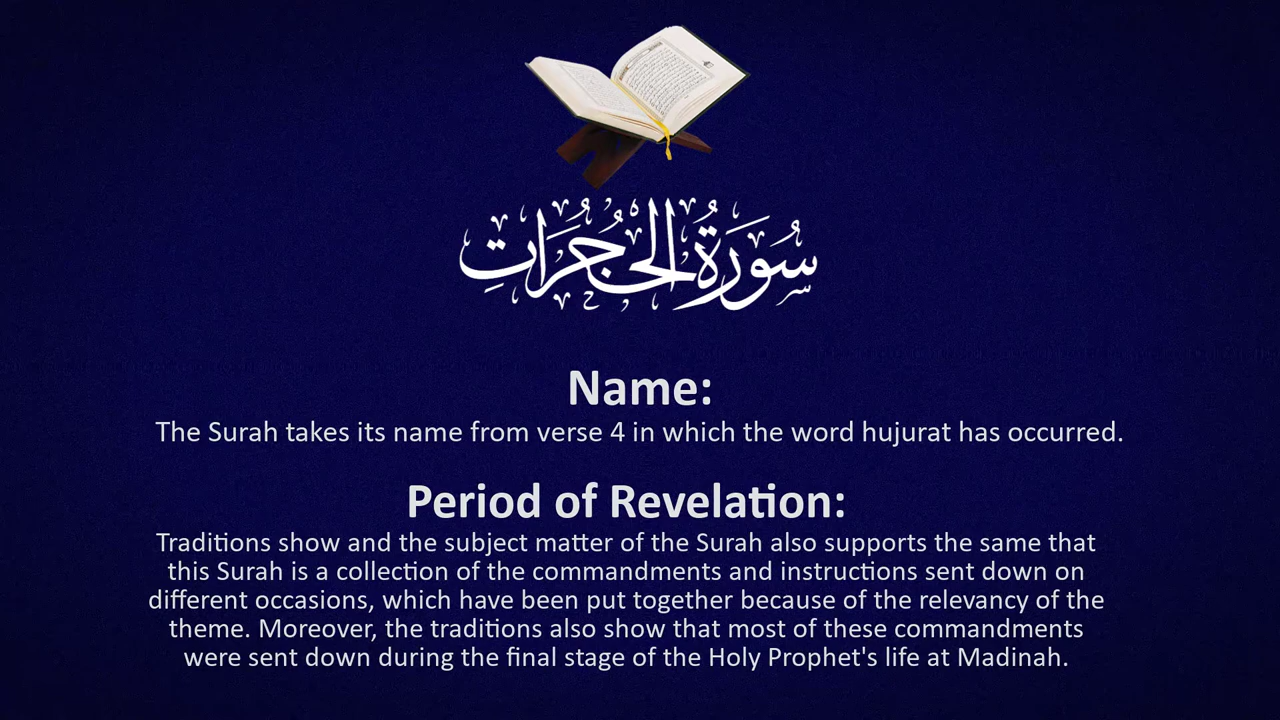 سُورَةُ الحُجُرَاتِ
Name:
The Surah takes its name from verse 4 in which the word hujurat has occurred.
Period of Revelation:
Traditions show and the subject matter of the Surah also supports the same that
this Surah is a collection of the commandments and instructions sent down on
different occasions, which have been put together because of the relevancy of the
theme. Moreover, the traditions also show that most of these commandments
were sent down during the final stage of the Holy Prophet's life at Madinah.